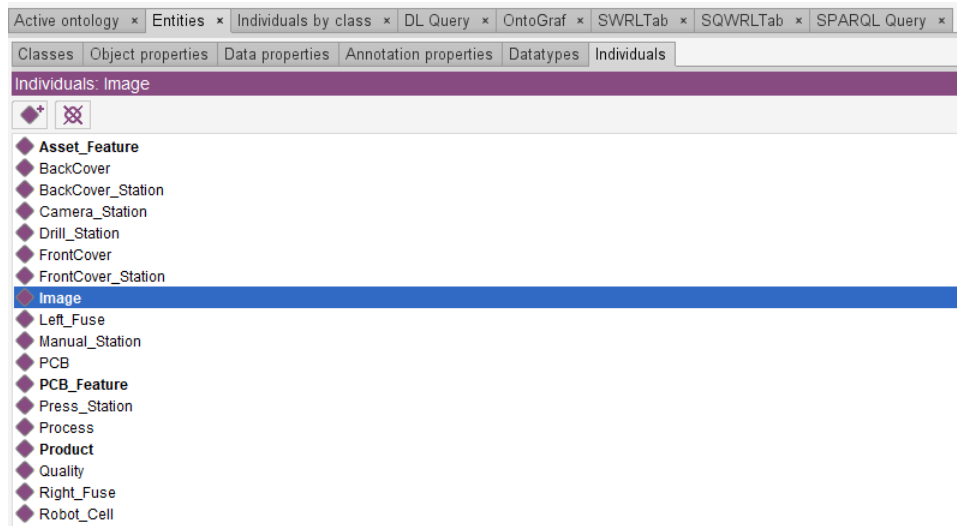 Active ontology × Entities × Individuals by class × DL Query × OntoGraf × SWRLTab × SQWRLTab × SPARQL Query ×
Classes Object properties Data properties Annotation properties Datatypes Individuals
Individuals: Image
Asset_Feature
BackCover
BackCover_Station
Camera_Station
Drill_Station
FrontCover
FrontCover_Station
Image
Left_Fuse
Manual_Station
PCB
PCB_Feature
Press_Station
Process
Product
Quality
Right_Fuse
Robot_Cell